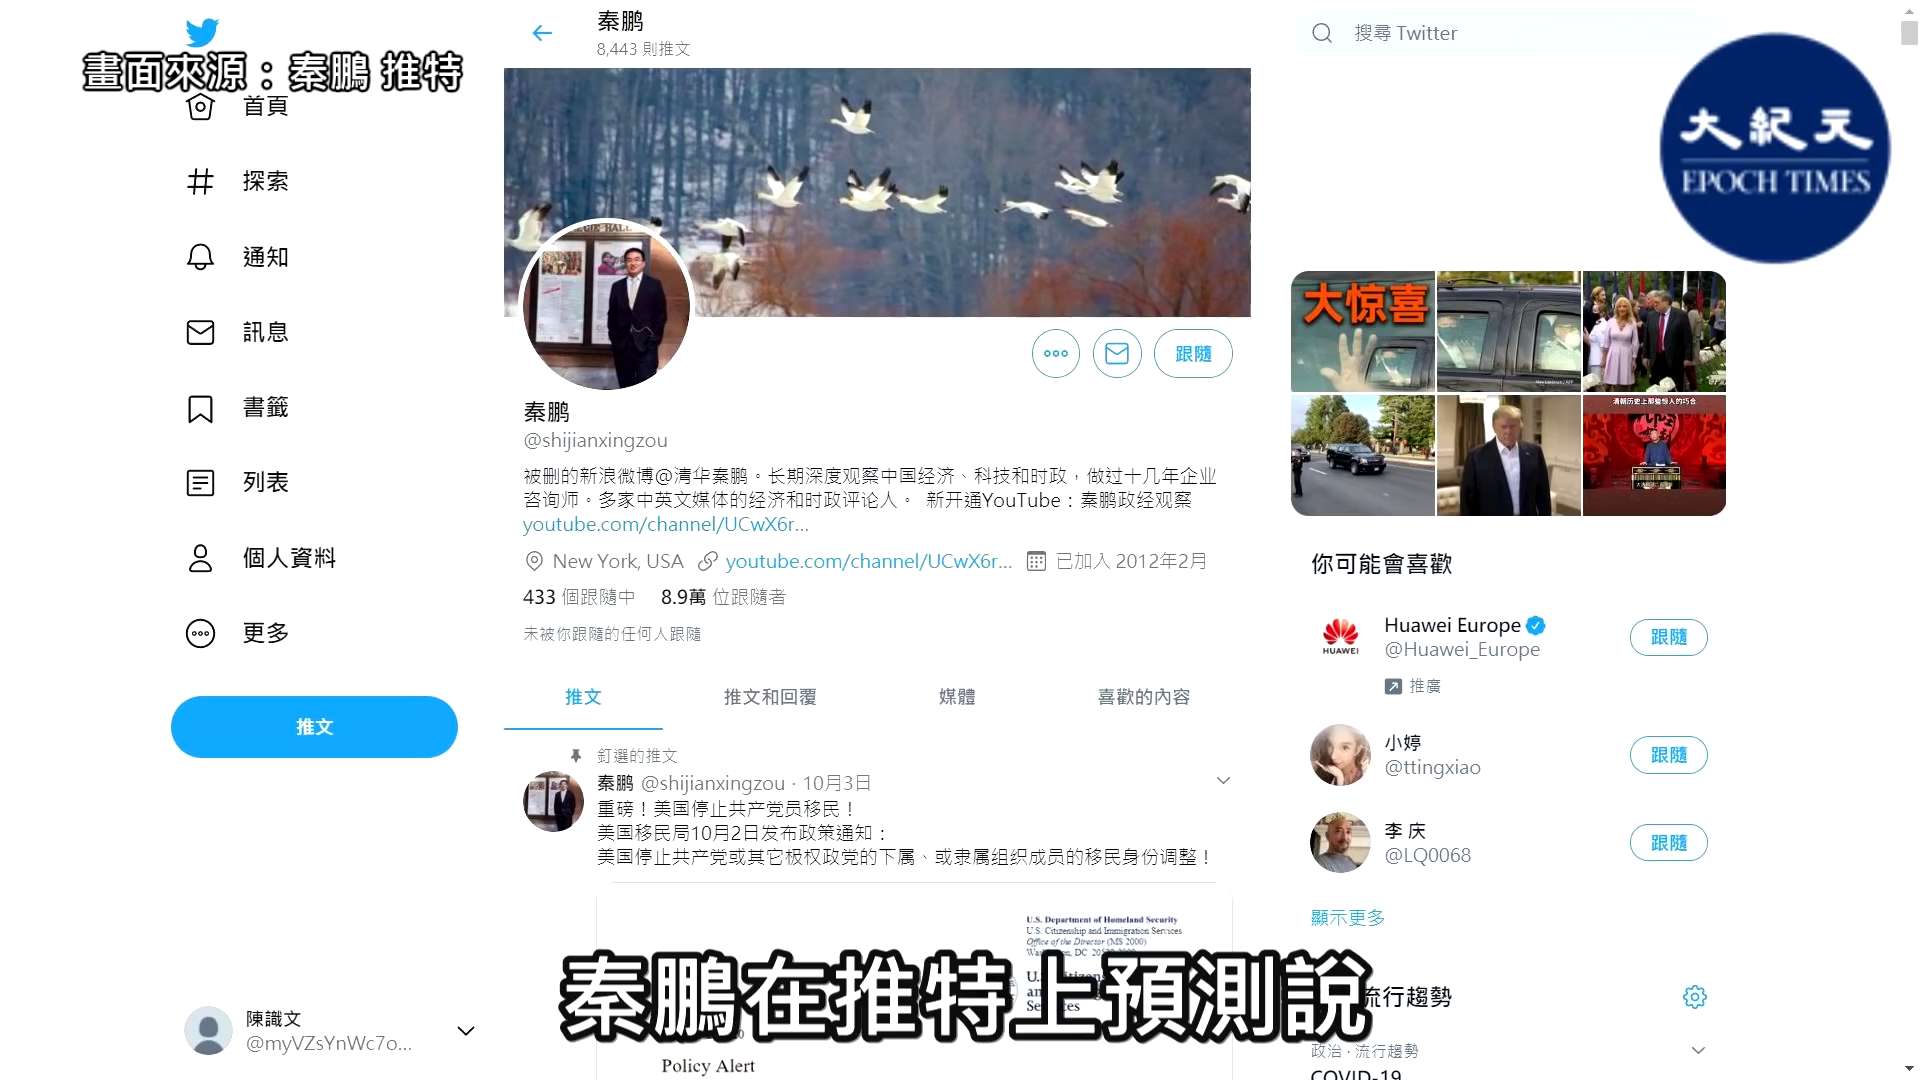 畫面來源：秦鵬 推特
首頁
探索
通知
訊息
書籤
列表
個人資料
更多
推文
陳識文
@myVZsYnWc7o...
秦鹏
8,443 則推文
秦鹏
@shijianxingzou
跟隨
被删的新浪微博@清华秦鹏。长期深度观察中国经济、科技和时政，做过十几年企业
咨询师。多家中英文媒体的经济和时政评论人。 新开通YouTube：秦鹏政经观察
youtube.com/channel/UCwX6r...
New York, USA youtube.com/channel/UCwX6r... 已加入 2012年2月
433 個跟隨中 8.9萬 位跟隨者
未被你跟隨的任何人跟隨
推文 推文和回覆 媒體 喜歡的內容
釘選的推文
秦鹏 @shijianxingzou · 10月3日
重磅！美国停止共产党员移民！
美国移民局10月2日发布政策通知：
美国停止共产党或其它极权政党的下属、或隶属组织成员的移民身份调整！
U.S. Department of Homeland Security
U.S. Citizenship and Immigration Services
Office of the Director (MS 2000)
Policy Alert
秦鵬在推特上預測說
搜尋 Twitter
大紀元
EPOCH TIMES
大惊喜
清朝历史上那些惊人的巧合
你可能會喜歡
Huawei Europe
@Huawei_Europe
跟隨
HUAWEI
推廣
小婷
@ttingxiao
跟隨
李 庆
@LQ0068
跟隨
顯示更多
流行趨勢
政治 · 流行趨勢
COVID-19